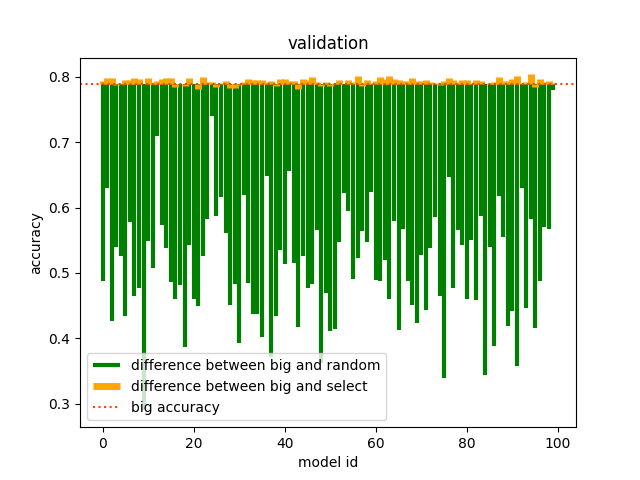 validation
accuracy
0.8
0.7
0.6
0.5
0.4
0.3
difference between big and random
difference between big and select
big accuracy
0
20
40
60
80
100
model id